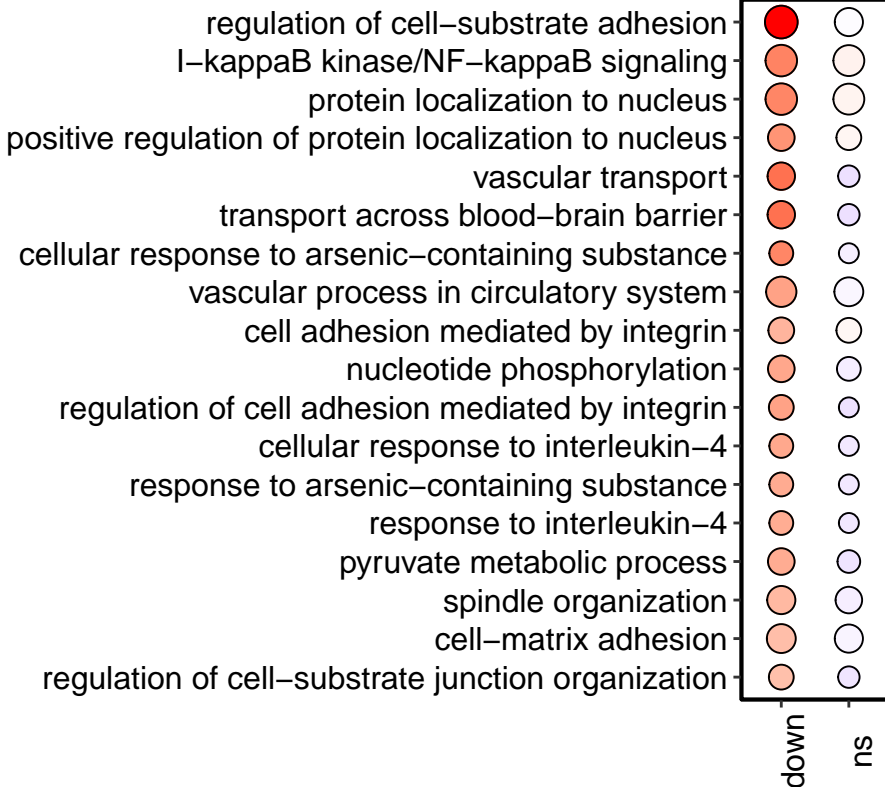 regulation of cell−substrate adhesion
I−kappaB kinase/NF−kappaB signaling
protein localization to nucleus
positive regulation of protein localization to nucleus
vascular transport
transport across blood−brain barrier
cellular response to arsenic−containing substance
vascular process in circulatory system
cell adhesion mediated by integrin
nucleotide phosphorylation
regulation of cell adhesion mediated by integrin
cellular response to interleukin−4
response to arsenic−containing substance
response to interleukin−4
pyruvate metabolic process
spindle organization
cell−matrix adhesion
regulation of cell−substrate junction organization
down
ns